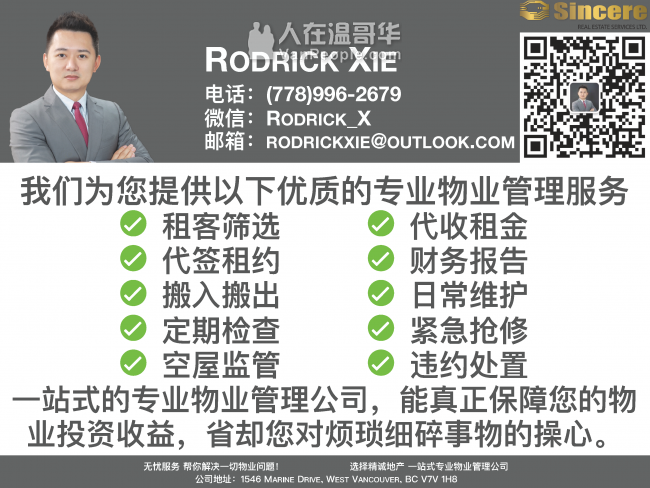 人在温哥华
VanPeople.com
Sincere
REAL ESTATE SERVICES LTD.
RODRICK XIE
电话：(778)996-2679
微信：RODRICK_X
邮箱：RODRICKXIE@OUTLOOK.COM
我们为您提供以下优质的专业物业管理服务
租客筛选 代收租金
代签租约 财务报告
搬入搬出 日常维护
定期检查 紧急抢修
空屋监管 违约处置
一站式的专业物业管理公司，能真正保障您的物
业投资收益，省却您对烦琐细碎事物的操心。
无忧服务 帮你解决一切物业问题！ 选择精诚地产 一站式专业物业管理公司
公司地址：1546 MARINE DRIVE, WEST VANCOUVER, BC V7V 1H8